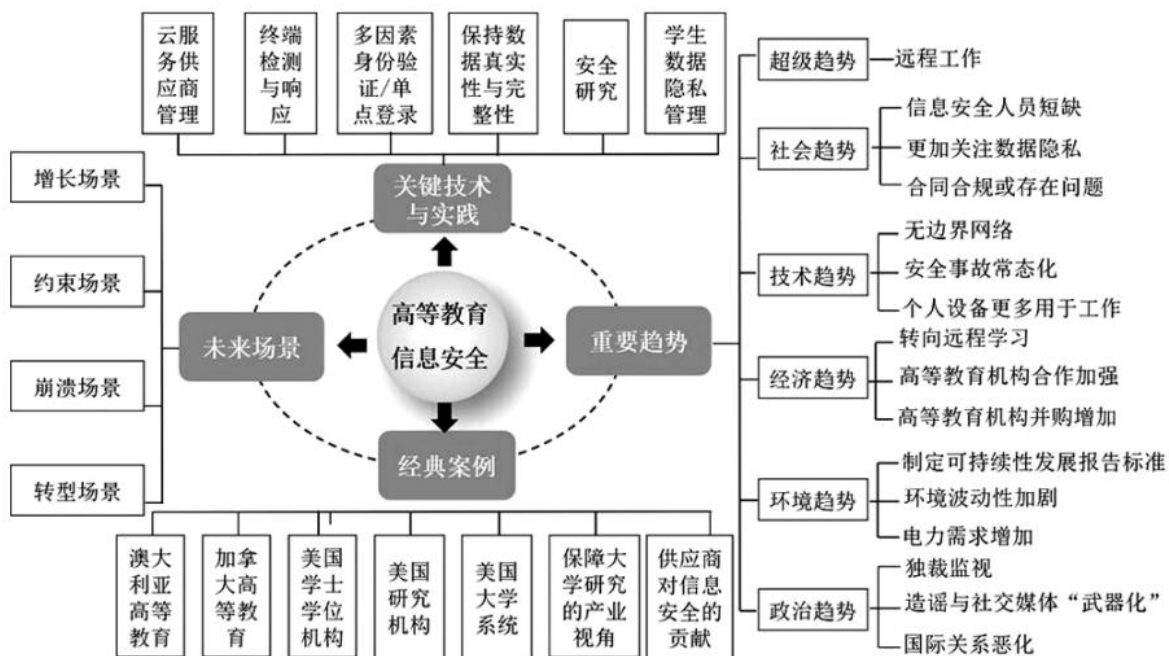 云服
务供
应商
管理
终端
检测
与响
应
多因素
身份验
证/单
点登录
保持数
据真实
性与完
整性
安全
研究
学生
数据
隐私
管理
关键技术
与实践
增长场景
约束场景
崩溃场景
转型场景
未来场景
高等教育
信息安全
重要趋势
经典案例
澳大
利亚
高等
教育
加拿
大高
等教
育
美国
学士
学位
机构
美国
研究
机构
美国
大学
系统
保障大
学研究
的产业
视角
供应商
对信息
安全的
贡献
超级趋势
远程工作
社会趋势
信息安全人员短缺
更加关注数据隐私
合同合规或存在问题
技术趋势
无边界网络
安全事故常态化
个人设备更多用于工作
经济趋势
转向远程学习
高等教育机构合作加强
高等教育机构并购增加
环境趋势
制定可持续性发展报告标准
环境波动性加剧
电力需求增加
政治趋势
独裁监视
造谣与社交媒体“武器化”
国际关系恶化